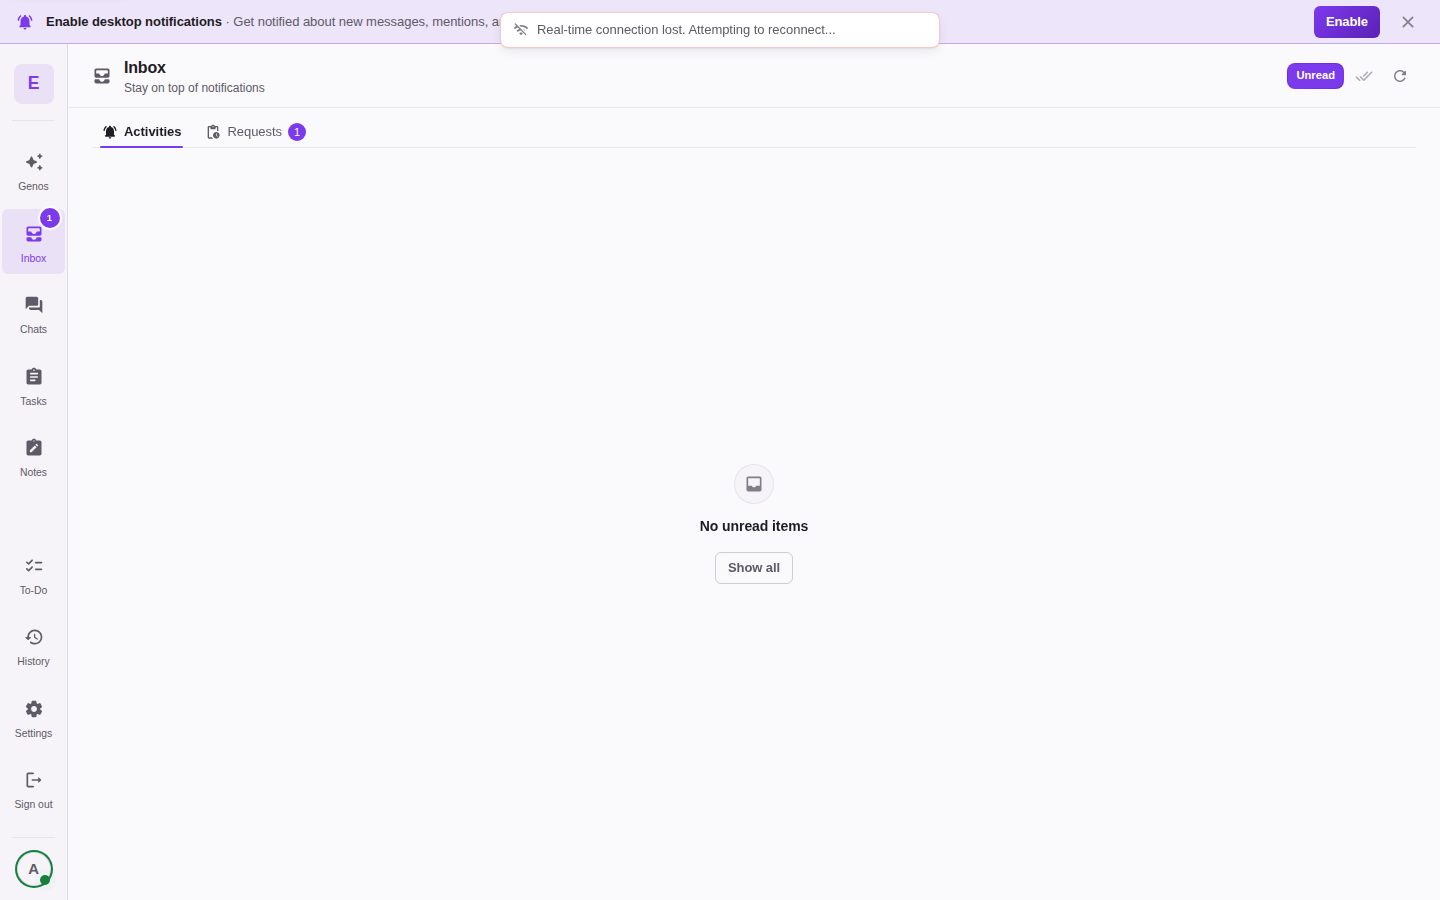 Enable desktop notifications · Get notified about new messages, mentions, a
Real-time connection lost. Attempting to reconnect...
Enable
E
Inbox
Stay on top of notifications
Unread
Activities
Requests 1
Genos
1
Inbox
Chats
Tasks
Notes
No unread items
Show all
To-Do
History
Settings
Sign out
A